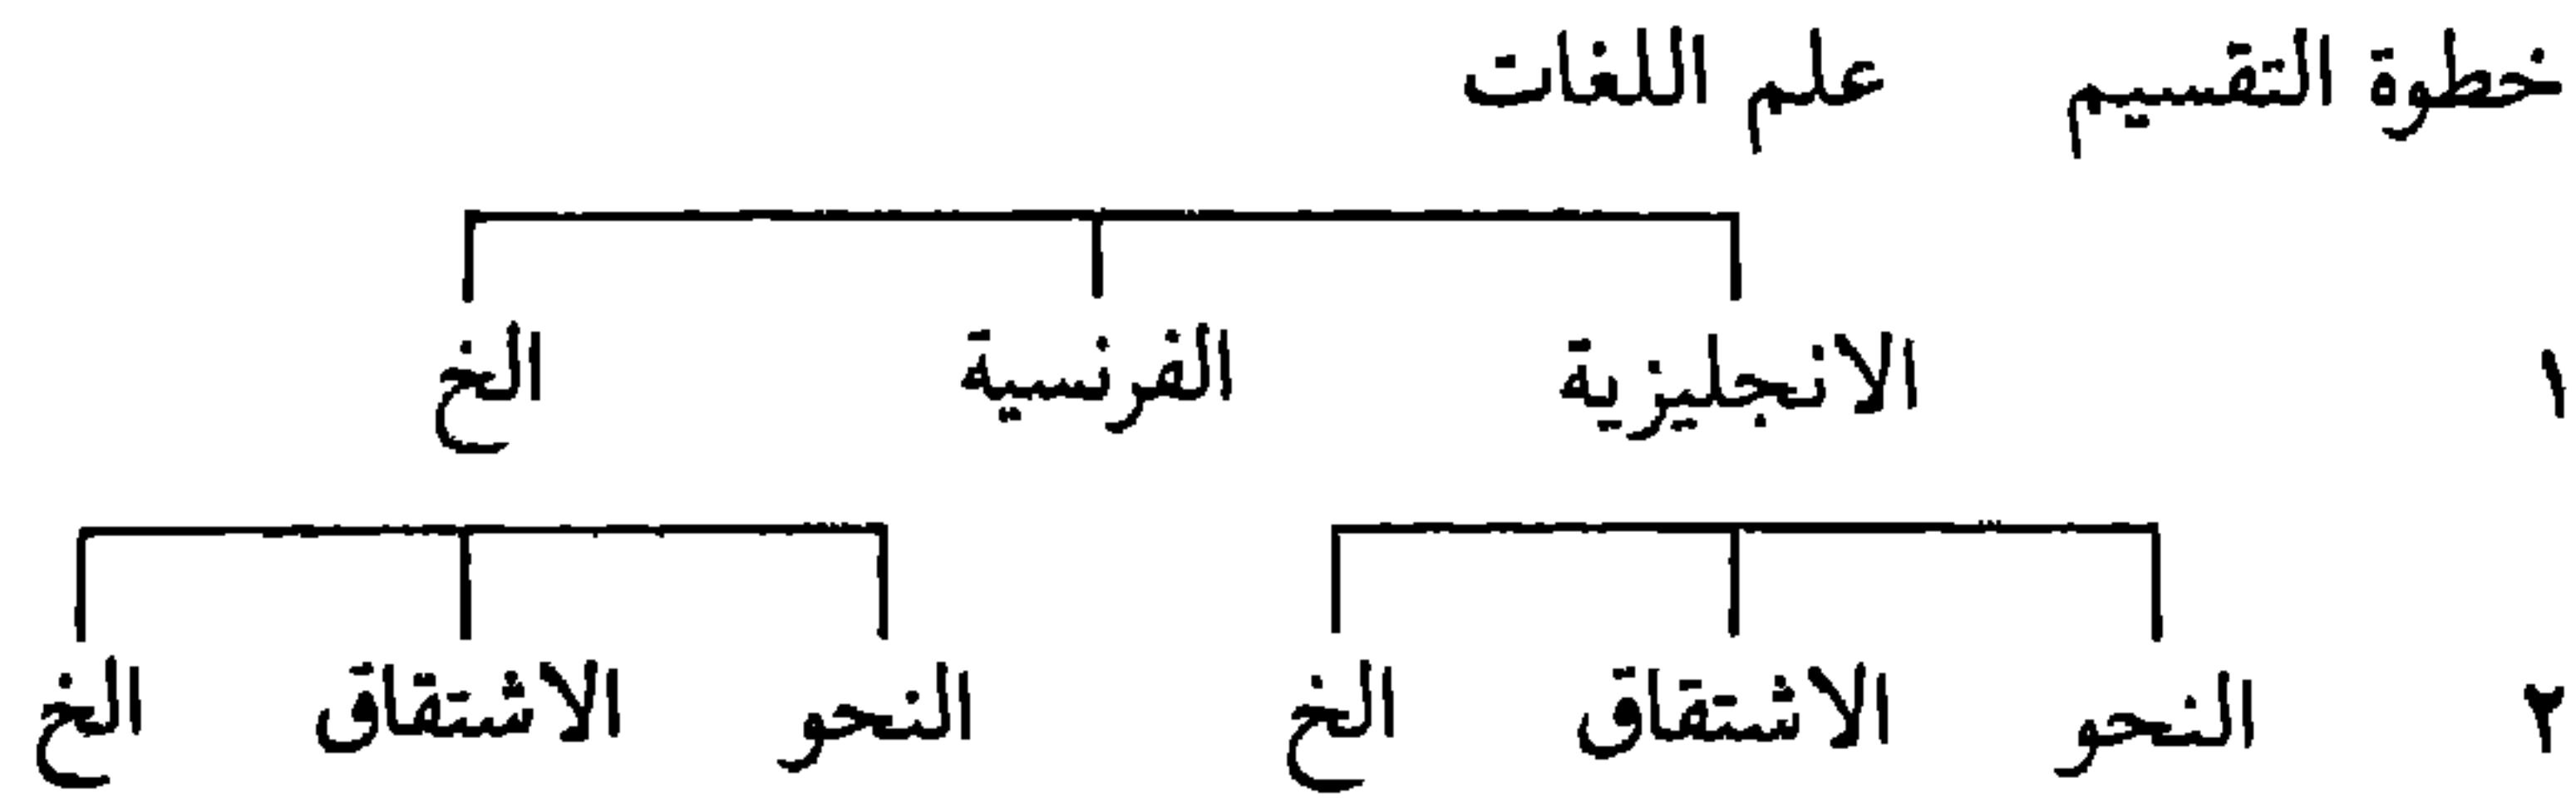 خطوة التقسيم علم اللغات
١ الانجليزية الفرنسية الخ
٢ النحو الاشتقاق الخ النحو الاشتقاق الخ